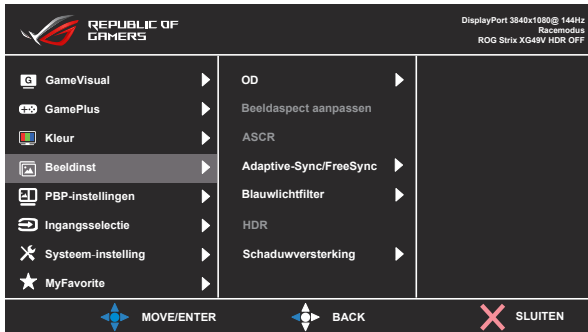 REPUBLIC OF
GAMERS
DisplayPort 3840x1080@ 144Hz
Racemodus
ROG Strix XG49V HDR OFF
G GameVisual
GamePlus
Kleur
Beeldinst
PBP-instellingen
Ingangsselectie
Systeem-instelling
MyFavorite
OD
Beeldaspect aanpassen
ASCR
Adaptive-Sync/FreeSync
Blauwlichtfilter
HDR
Schaduwversterking
MOVE/ENTER
BACK
SLUITEN